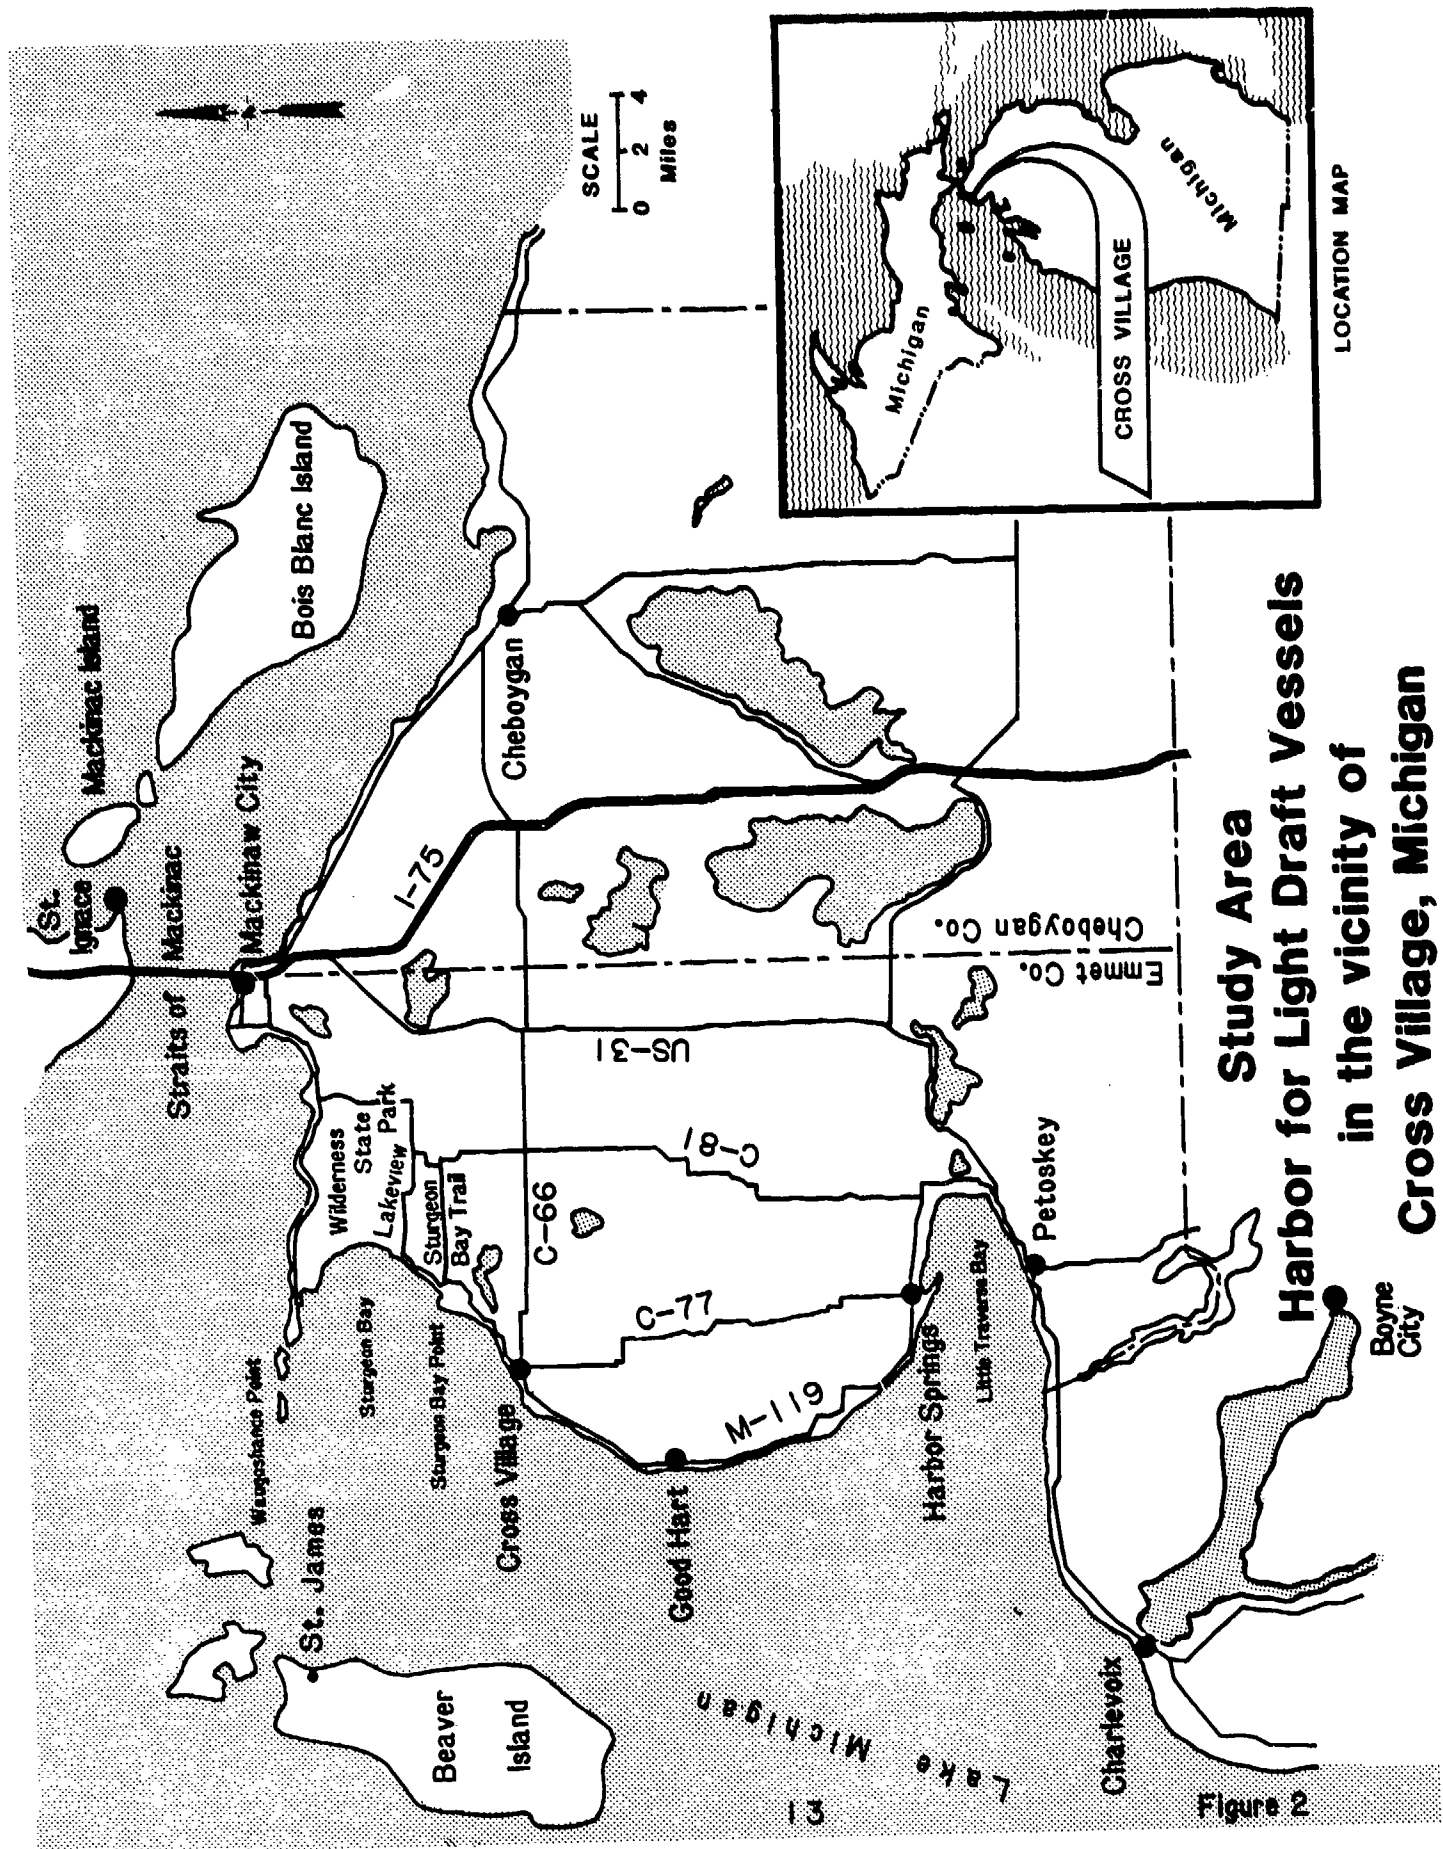 (St.
Ignace
Mackinac Island
Straits of Mackinac
Mackinaw City
Bois Blanc Island
SCALE
0 2 4
Miles
Waugoshance Point
St. James
Wilderness
State
Park
Lakeview
Sturgeon Bay
Sturgeon
Bay Trail
Sturgeon Bay Point
I-75
Beaver
Island
Cross Village
C-66
Cheboygan
Good Hart
C-77
C-81
US-31
M-119
Lake Michigan
Harbor Springs
Little Traverse Bay
Emmet Co.
Cheboygan Co.
Petoskey
Charlevoix
Boyne
City
Michigan
Michigan
CROSS VILLAGE
LOCATION MAP
Study Area
Harbor for Light Draft Vessels
in the vicinity of
Cross Village, Michigan
Figure 2
13